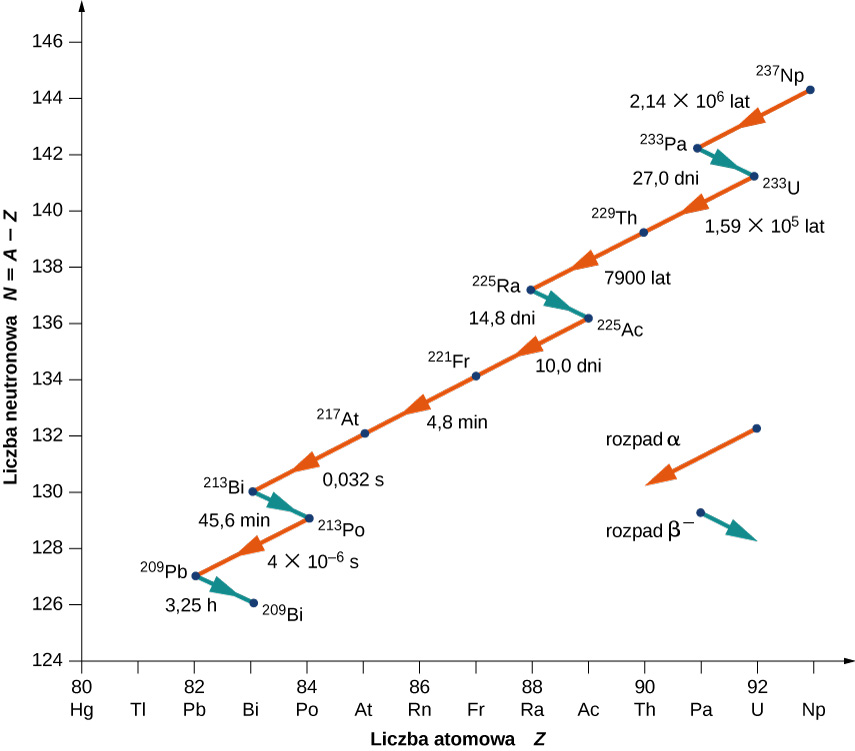 146
144
142
140
138
136
134
132
130
128
126
124
Liczba neutronowa N = A − Z
²³⁷Np
2,14 × 10⁶ lat
²³³Pa
27,0 dni
²³³U
²²⁹Th
1,59 × 10⁵ lat
7900 lat
²²⁵Ra
14,8 dni
²²⁵Ac
²²¹Fr
10,0 dni
²¹⁷At
4,8 min
0,032 s
²¹³Bi
45,6 min
²¹³Po
4 × 10⁻⁶ s
²⁰⁹Pb
3,25 h
²⁰⁹Bi
rozpad α
rozpad β⁻
80 82 84 86 88 90 92
Hg Tl Pb Bi Po At Rn Fr Ra Ac Th Pa U Np
Liczba atomowa Z